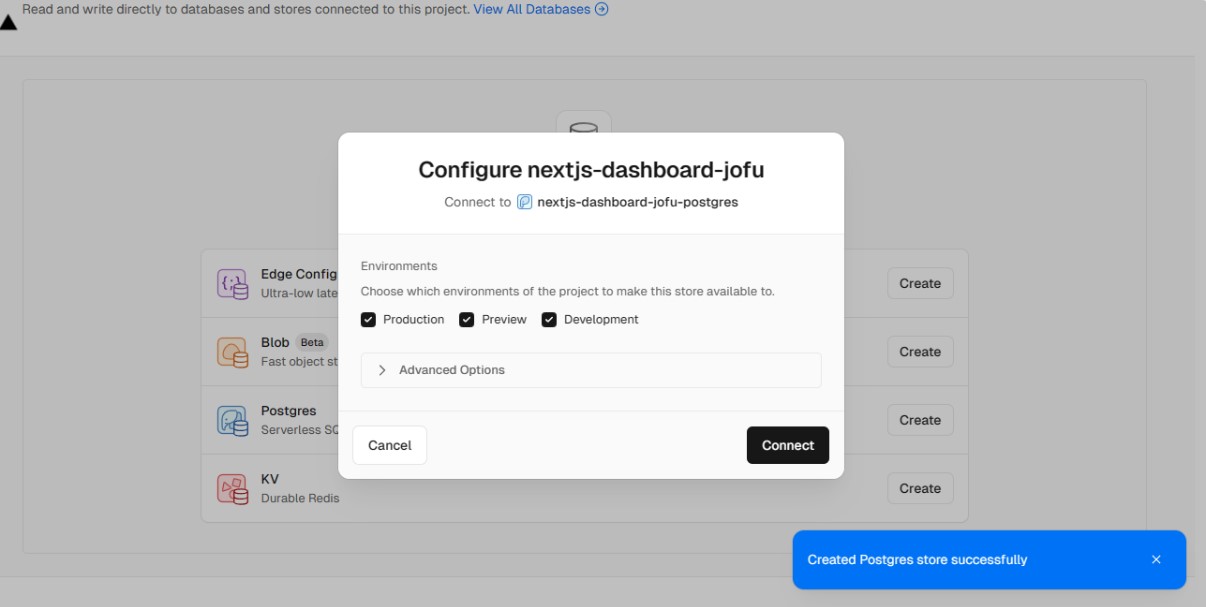 Read and write directly to databases and stores connected to this project. View All Databases
Configure nextjs-dashboard-jofu
Connect to nextjs-dashboard-jofu-postgres
Environments
Choose which environments of the project to make this store available to.
Production Preview Development
Advanced Options
Cancel Connect
Edge Config
Ultra-low late
Create
Blob Beta
Fast object st
Create
Postgres
Serverless SQ
Create
KV
Durable Redis
Create
Created Postgres store successfully